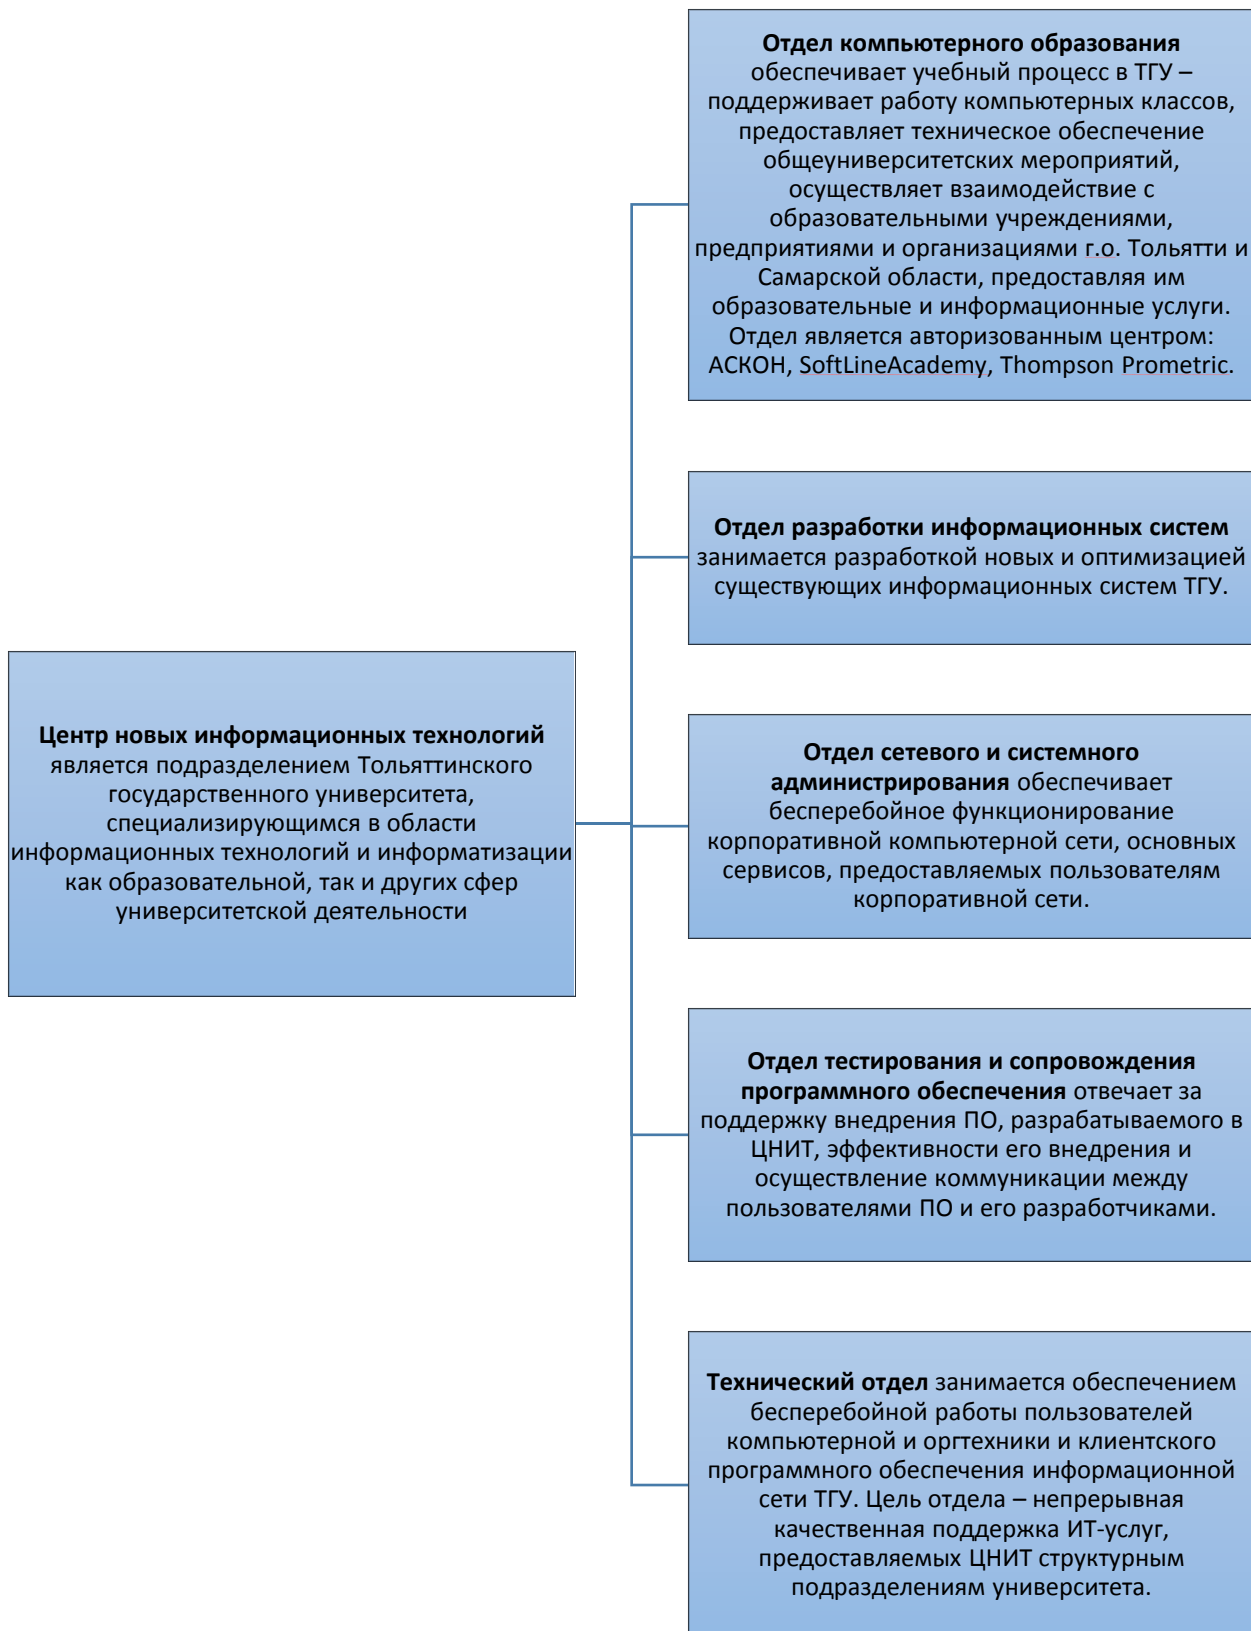 Отдел компьютерного образования
обеспечивает учебный процесс в ТГУ –
поддерживает работу компьютерных классов,
предоставляет техническое обеспечение
общеуниверситетских мероприятий,
осуществляет взаимодействие с
образовательными учреждениями,
предприятиями и организациями г.о. Тольятти и
Самарской области, предоставляя им
образовательные и информационные услуги.
Отдел является авторизованным центром:
АСКОН, SoftLineAcademy, Thompson Prometric.
Отдел разработки информационных систем
занимается разработкой новых и оптимизацией
существующих информационных систем ТГУ.
Центр новых информационных технологий
является подразделением Тольяттинского
государственного университета,
специализирующимся в области
информационных технологий и информатизации
как образовательной, так и других сфер
университетской деятельности
Отдел сетевого и системного
администрирования обеспечивает
бесперебойное функционирование
корпоративной компьютерной сети, основных
сервисов, предоставляемых пользователям
корпоративной сети.
Отдел тестирования и сопровождения
программного обеспечения отвечает за
поддержку внедрения ПО, разрабатываемого в
ЦНИТ, эффективности его внедрения и
осуществление коммуникации между
пользователями ПО и его разработчиками.
Технический отдел занимается обеспечением
бесперебойной работы пользователей
компьютерной и оргтехники и клиентского
программного обеспечения информационной
сети ТГУ. Цель отдела – непрерывная
качественная поддержка ИТ-услуг,
предоставляемых ЦНИТ структурным
подразделениям университета.